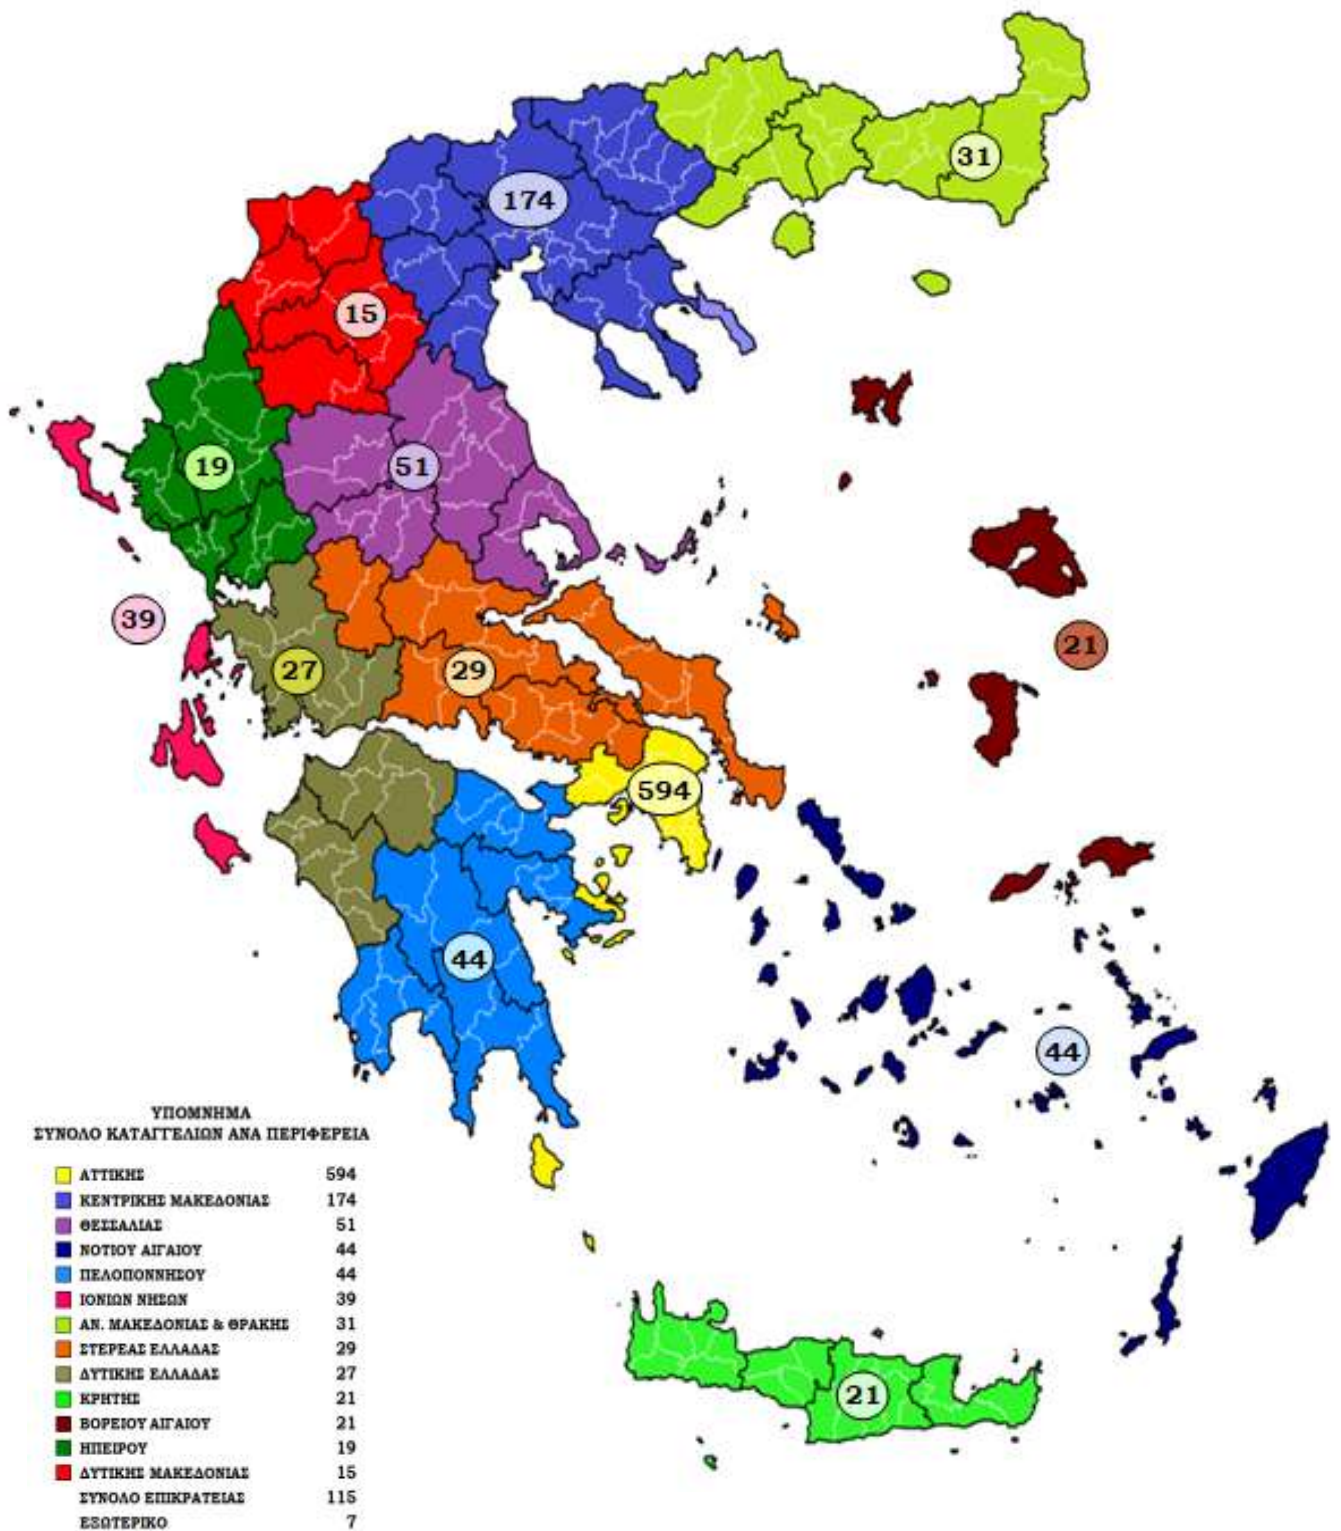 31
174
15
19
51
39
27
29
21
594
44
44
21
ΥΠΟΜΝΗΜΑ
ΣΥΝΟΛΟ ΚΑΤΑΓΓΕΛΙΩΝ ΑΝΑ ΠΕΡΙΦΕΡΕΙΑ
ΑΤΤΙΚΗΣ 594
ΚΕΝΤΡΙΚΗΣ ΜΑΚΕΔΟΝΙΑΣ 174
ΘΕΣΣΑΛΙΑΣ 51
ΝΟΤΙΟΥ ΑΙΓΑΙΟΥ 44
ΠΕΛΟΠΟΝΝΗΣΟΥ 44
ΙΟΝΙΩΝ ΝΗΣΩΝ 39
ΑΝ. ΜΑΚΕΔΟΝΙΑΣ & ΘΡΑΚΗΣ 31
ΣΤΕΡΕΑΣ ΕΛΛΑΔΑΣ 29
ΔΥΤΙΚΗΣ ΕΛΛΑΔΑΣ 27
ΚΡΗΤΗΣ 21
ΒΟΡΕΙΟΥ ΑΙΓΑΙΟΥ 21
ΗΠΕΙΡΟΥ 19
ΔΥΤΙΚΗΣ ΜΑΚΕΔΟΝΙΑΣ 15
ΣΥΝΟΛΟ ΕΠΙΚΡΑΤΕΙΑΣ 115
ΕΞΩΤΕΡΙΚΟ 7